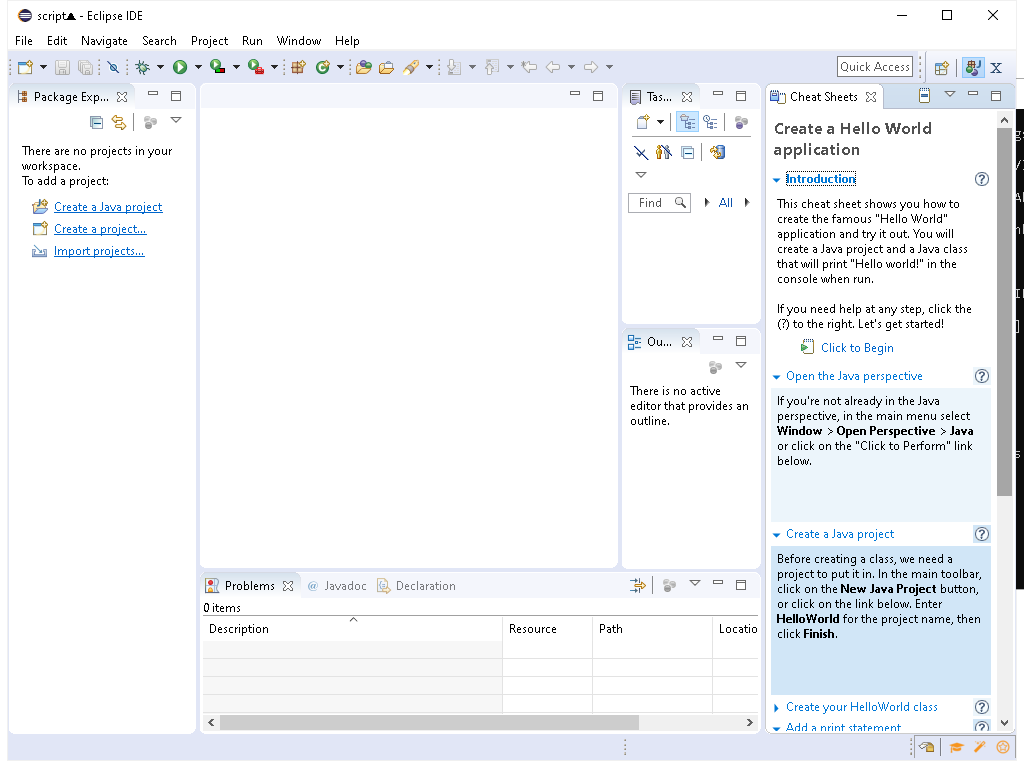 script▲ - Eclipse IDE
File Edit Navigate Search Project Run Window Help
Quick Access
Package Exp...
There are no projects in your
workspace.
To add a project:
Create a Java project
Create a project...
Import projects...
Tas...
Find
All
Ou...
There is no active
editor that provides an
outline.
Problems @ Javadoc Declaration
0 items
Description Resource Path Locatio
Cheat Sheets
Create a Hello World
application
Introduction
This cheat sheet shows you how to
create the famous "Hello World"
application and try it out. You will
create a Java project and a Java class
that will print "Hello world!" in the
console when run.
If you need help at any step, click the
(?) to the right. Let's get started!
Click to Begin
Open the Java perspective
If you're not already in the Java
perspective, in the main menu select
Window > Open Perspective > Java
or click on the "Click to Perform" link
below.
Create a Java project
Before creating a class, we need a
project to put it in. In the main toolbar,
click on the New Java Project button,
or click on the link below. Enter
HelloWorld for the project name, then
click Finish.
Create your HelloWorld class
Add a print statement